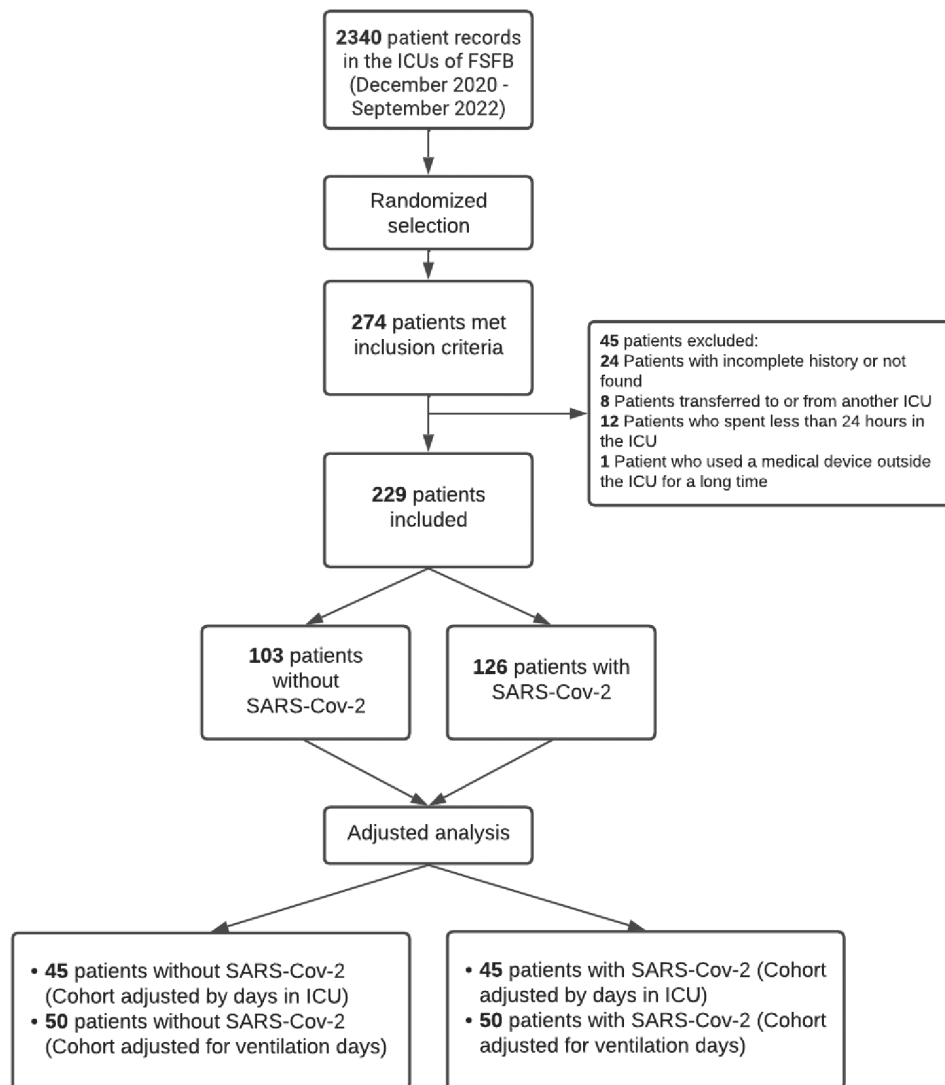 2340 patient records
in the ICUs of FSFB
(December 2020 -
September 2022)
Randomized
selection
274 patients met
inclusion criteria
45 patients excluded:
24 Patients with incomplete history or not
found
8 Patients transferred to or from another ICU
12 Patients who spent less than 24 hours in
the ICU
1 Patient who used a medical device outside
the ICU for a long time
229 patients
included
103 patients
without
SARS-Cov-2
126 patients with
SARS-Cov-2
Adjusted analysis
• 45 patients without SARS-Cov-2
(Cohort adjusted by days in ICU)
• 50 patients without SARS-Cov-2
(Cohort adjusted for ventilation days)
• 45 patients with SARS-Cov-2 (Cohort
adjusted by days in ICU)
• 50 patients with SARS-Cov-2 (Cohort
adjusted for ventilation days)